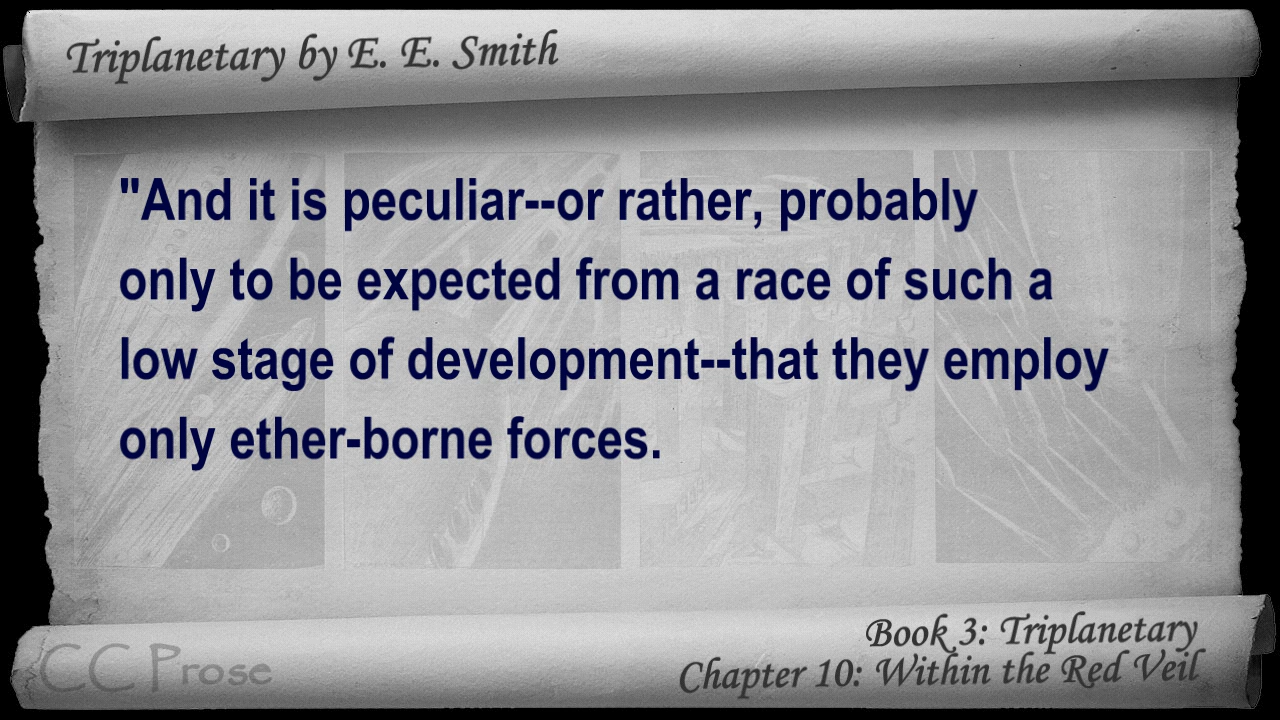 Triplanetary by E. E. Smith
"And it is peculiar--or rather, probably
only to be expected from a race of such a
low stage of development--that they employ
only ether-borne forces.
Book 3: Triplanetary
Chapter 10: Within the Red Veil
CC Prose